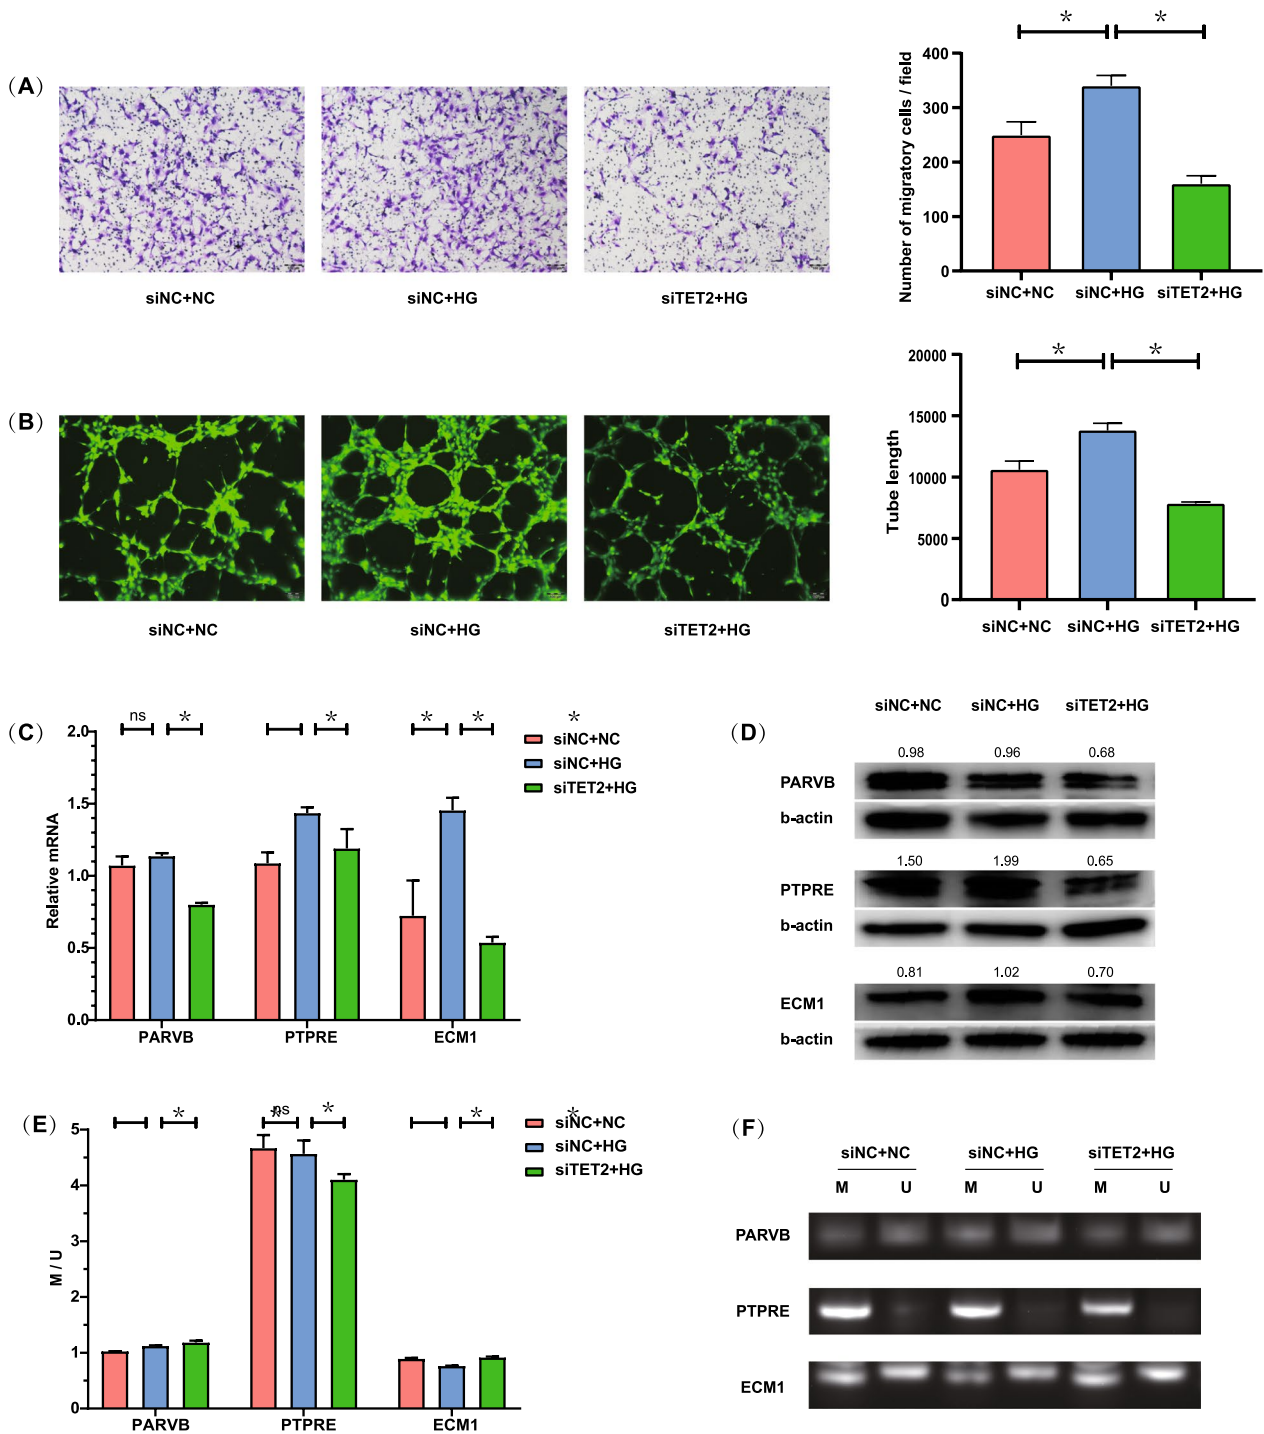 (A)
siNC+NC
siNC+HG
siTET2+HG
* *
Number of migratory cells / field
400
300
200
100
0
siNC+NC siNC+HG siTET2+HG
(B)
siNC+NC
siNC+HG
siTET2+HG
* *
Tube length
20000
15000
10000
5000
0
siNC+NC siNC+HG siTET2+HG
(C)
ns * * * * *
Relative mRNA
2.0
1.5
1.0
0.5
0.0
PARVB PTPRE ECM1
siNC+NC
siNC+HG
siTET2+HG
(D)
siNC+NC siNC+HG siTET2+HG
0.98 0.96 0.68
PARVB
b-actin
1.50 1.99 0.65
PTPRE
b-actin
0.81 1.02 0.70
ECM1
b-actin
(E)
* * ns * * *
M / U
5
4
3
2
1
0
PARVB PTPRE ECM1
siNC+NC
siNC+HG
siTET2+HG
(F)
siNC+NC siNC+HG siTET2+HG
M U M U M U
PARVB
PTPRE
ECM1